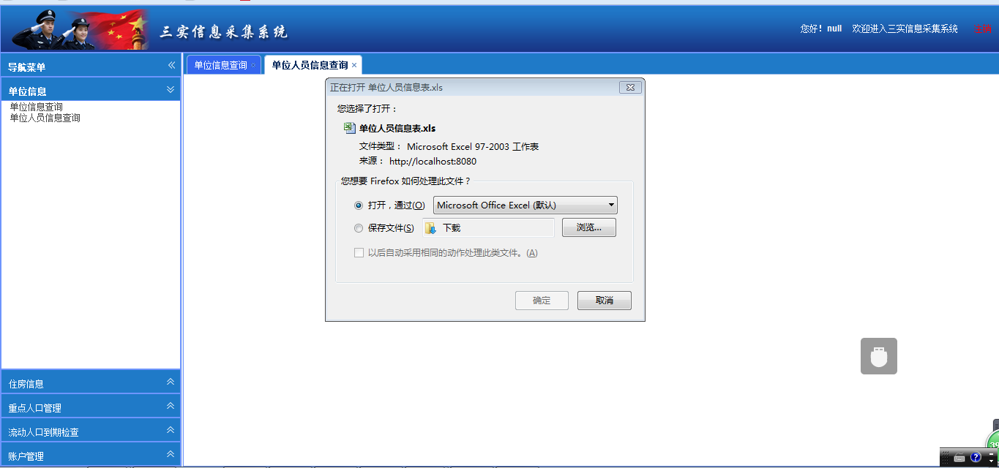 三实信息采集系统
您好! null 欢迎进入三实信息采集系统
导航菜单
单位信息查询
单位人员信息查询
单位信息
单位信息查询
单位人员信息查询
正在打开 单位人员信息表.xls
您选择了打开：
单位人员信息表.xls
文件类型： Microsoft Excel 97-2003 工作表
来源： http://localhost:8080
您想要 Firefox 如何处理此文件？
打开，通过(O) Microsoft Office Excel (默认)
保存文件(S) 下载 浏览...
以后自动采用相同的动作处理此类文件。(A)
确定 取消
住房信息
重点人口管理
流动人口到期检查
账户管理